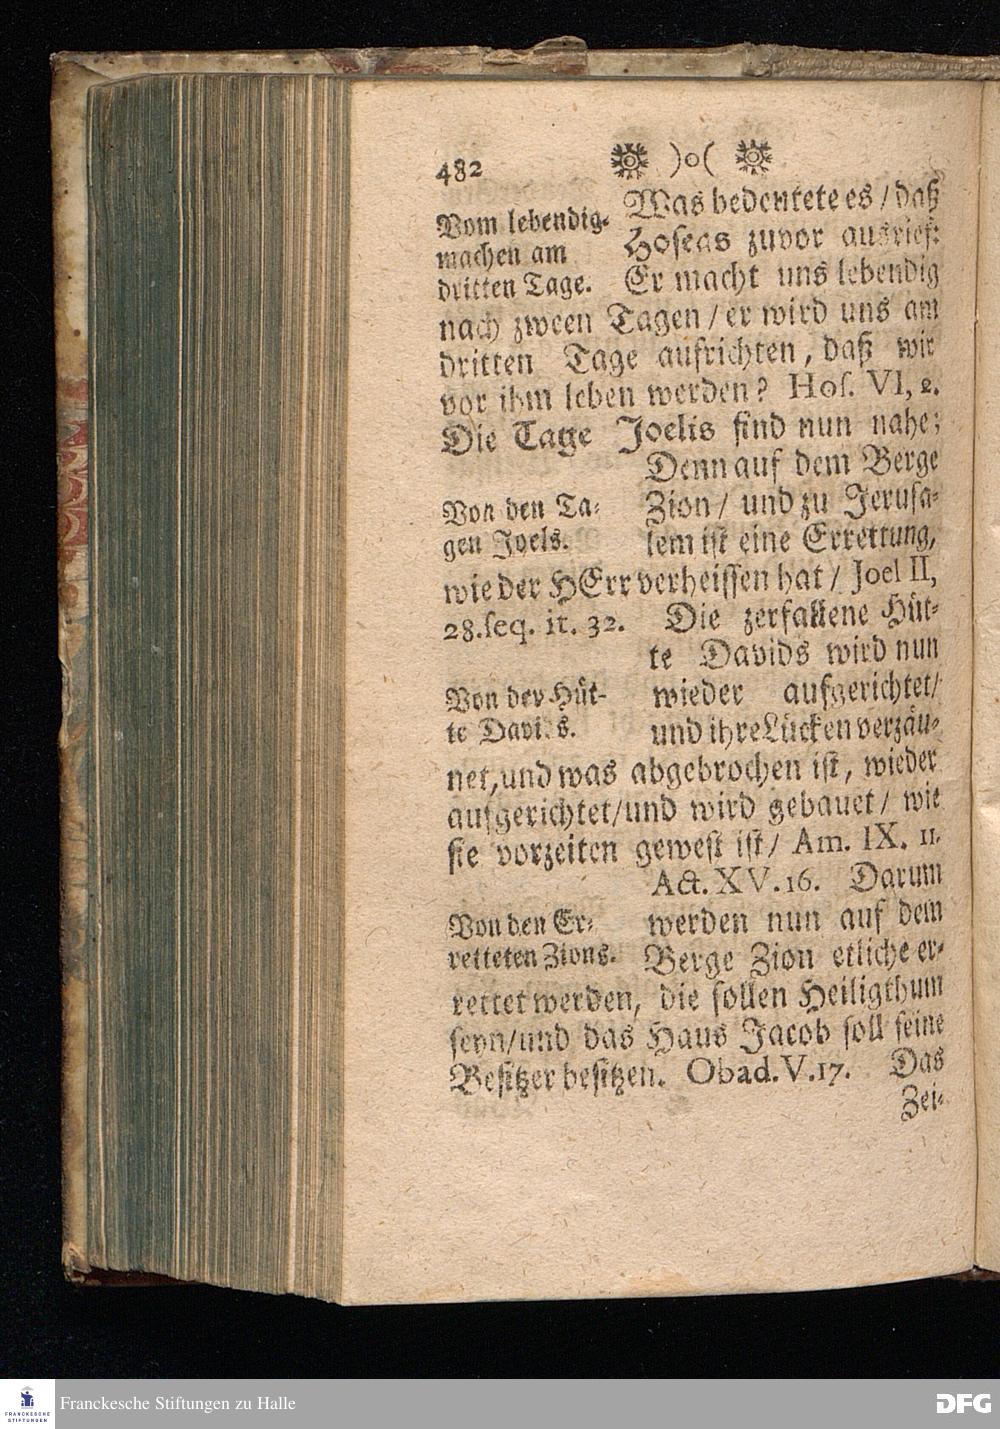 482 )o(
Vom lebendig-
machen am
dritten Tage.
Was bedeutete es / daß
Hoseas zuvor ausrief:
Er macht uns lebendig
nach zween Tagen / er wird uns am
dritten Tage aufrichten, daß wir
vor ihm leben werden? Hos. VI, 2.
Die Tage Joelis sind nun nahe;
Von den Ta-
gen Joels.
Denn auf dem Berge
Zion / und zu Jerusa-
lem ist eine Errettung,
wie der HErr verheissen hat / Joel II,
28. seq. it. 32. Die zerfallene Hüt-
Von der Hüt-
te Davids.
te Davids wird nun
wieder aufgerichtet/
und ihre Lücken verzäu-
net, und was abgebrochen ist, wieder
aufgerichtet/und wird gebauet / wie
sie vorzeiten gewest ist / Am. IX. 11.
Act. XV. 16. Darum
Von den Er-
retteten Zions.
werden nun auf dem
Berge Zion etliche er-
rettet werden, die sollen Heiligthum
seyn/und das Haus Jacob soll seine
Besitzer besitzen. Obad. V. 17. Das
Zei-
FRANCKESCHE
STIFTUNGEN
Franckesche Stiftungen zu Halle
DFG